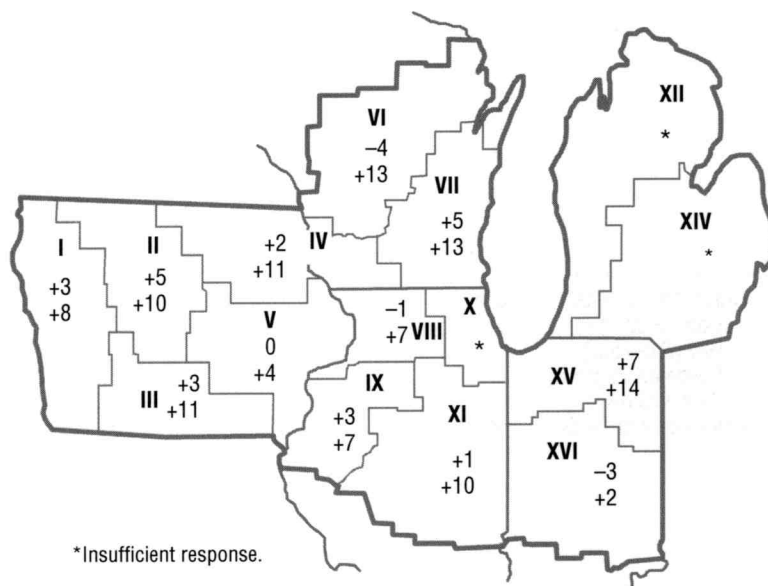 XII
*
VI
–4
+13
VII
+5
+13
XIV
*
I
+3
+8
II
+5
+10
+2
+11
IV
V
0
+4
III
+3
+11
–1
+7
VIII
X
*
IX
+3
+7
XI
+1
+10
XV
+7
+14
XVI
–3
+2
*Insufficient response.